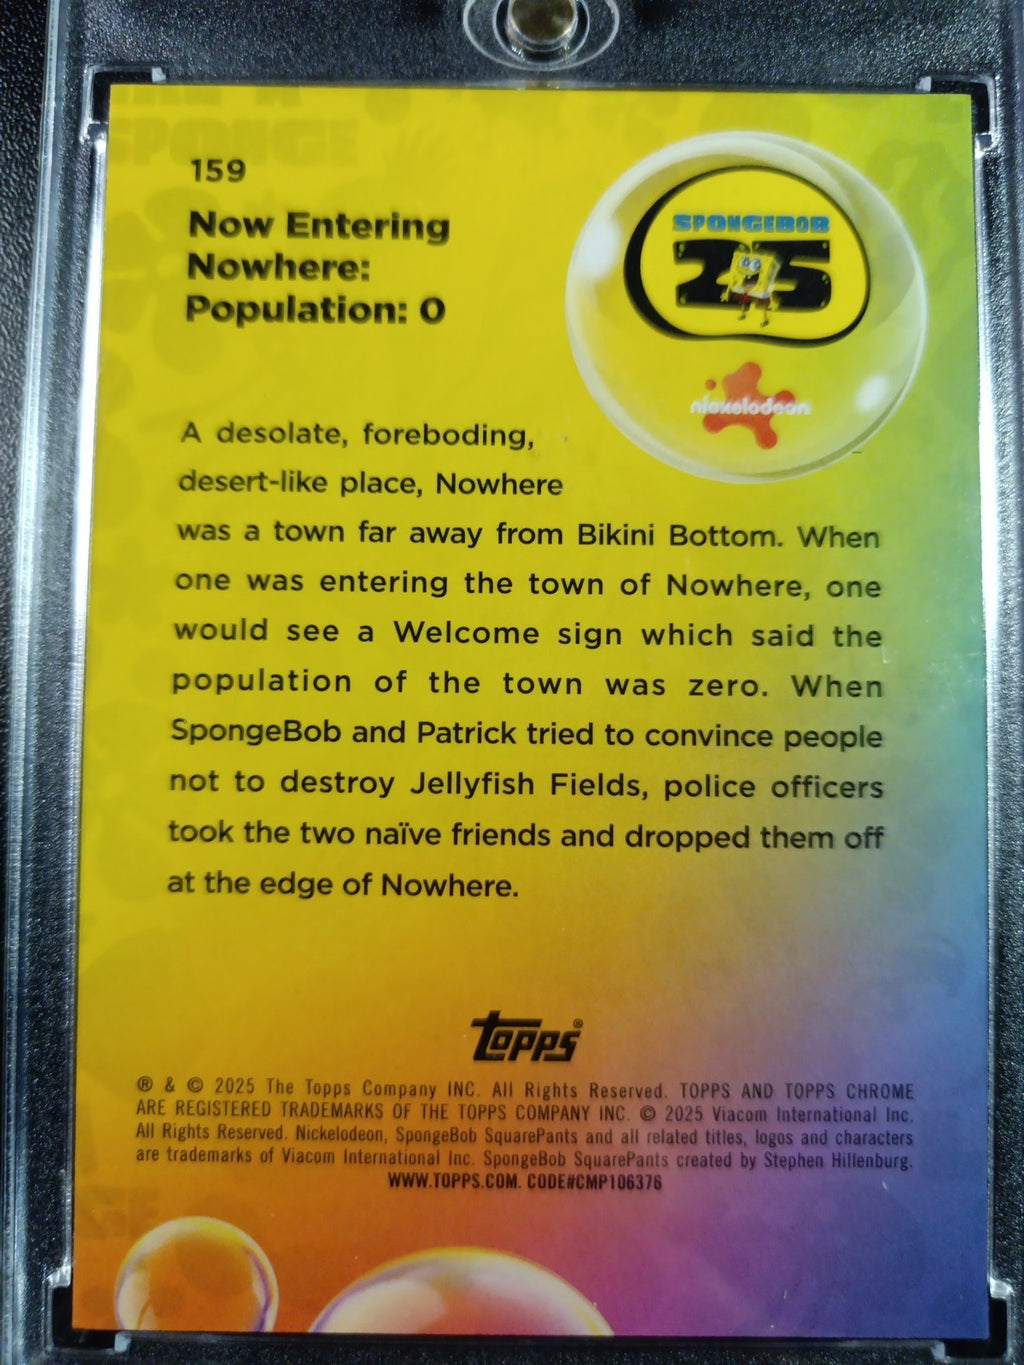 159
Now Entering
Nowhere:
Population: 0
SPONGEBOB
25
nickelodeon
A desolate, foreboding,
desert-like place, Nowhere
was a town far away from Bikini Bottom. When
one was entering the town of Nowhere, one
would see a Welcome sign which said the
population of the town was zero. When
SpongeBob and Patrick tried to convince people
not to destroy Jellyfish Fields, police officers
took the two naïve friends and dropped them off
at the edge of Nowhere.
topps®
® & © 2025 The Topps Company INC. All Rights Reserved. TOPPS AND TOPPS CHROME
ARE REGISTERED TRADEMARKS OF THE TOPPS COMPANY INC. © 2025 Viacom International Inc.
All Rights Reserved. Nickelodeon, SpongeBob SquarePants and all related titles, logos and characters
are trademarks of Viacom International Inc. SpongeBob SquarePants created by Stephen Hillenburg.
WWW.TOPPS.COM. CODE#CMP106376